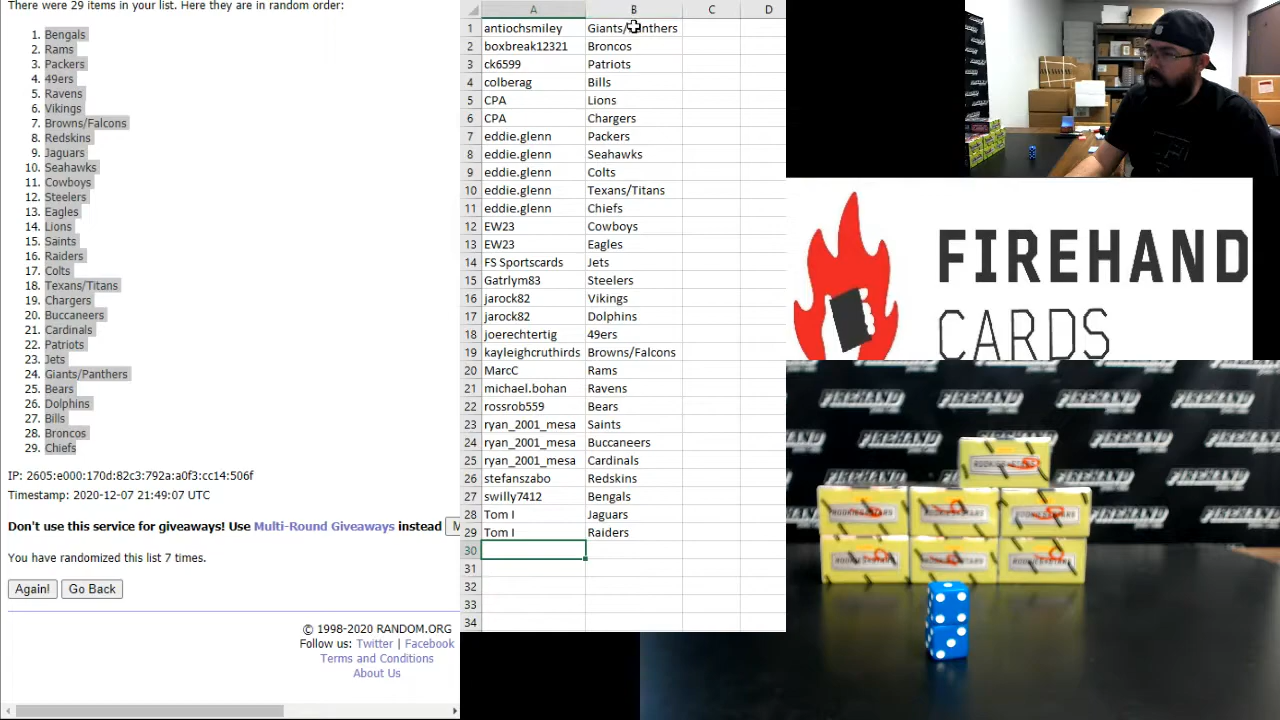 There were 29 items in your list. Here they are in random order:
1. Bengals
2. Rams
3. Packers
4. 49ers
5. Ravens
6. Vikings
7. Browns/Falcons
8. Redskins
9. Jaguars
10. Seahawks
11. Cowboys
12. Steelers
13. Eagles
14. Lions
15. Saints
16. Raiders
17. Colts
18. Texans/Titans
19. Chargers
20. Buccaneers
21. Cardinals
22. Patriots
23. Jets
24. Giants/Panthers
25. Bears
26. Dolphins
27. Bills
28. Broncos
29. Chiefs
IP: 2605:e000:170d:82c3:792a:a0f3:cc14:506f
Timestamp: 2020-12-07 21:49:07 UTC
Don't use this service for giveaways! Use Multi-Round Giveaways instead
You have randomized this list 7 times.
Again! Go Back
© 1998-2020 RANDOM.ORG
Follow us: Twitter | Facebook
Terms and Conditions
About Us
A B C D
1 antiochsmiley Giants/Panthers
2 boxbreak12321 Broncos
3 ck6599 Patriots
4 colberag Bills
5 CPA Lions
6 CPA Chargers
7 eddie.glenn Packers
8 eddie.glenn Seahawks
9 eddie.glenn Colts
10 eddie.glenn Texans/Titans
11 eddie.glenn Chiefs
12 EW23 Cowboys
13 EW23 Eagles
14 FS Sportscards Jets
15 Gatrlym83 Steelers
16 jarock82 Vikings
17 jarock82 Dolphins
18 joerechtertig 49ers
19 kayleighcruthirds Browns/Falcons
20 MarcC Rams
21 michael.bohan Ravens
22 rossrob559 Bears
23 ryan_2001_mesa Saints
24 ryan_2001_mesa Buccaneers
25 ryan_2001_mesa Cardinals
26 stefanszabo Redskins
27 swilly7412 Bengals
28 Tom I Jaguars
29 Tom I Raiders
30
31
32
33
34
FIREHAND
CARDS
FIREHAND FIREHAND FIREHAND FIREHAND